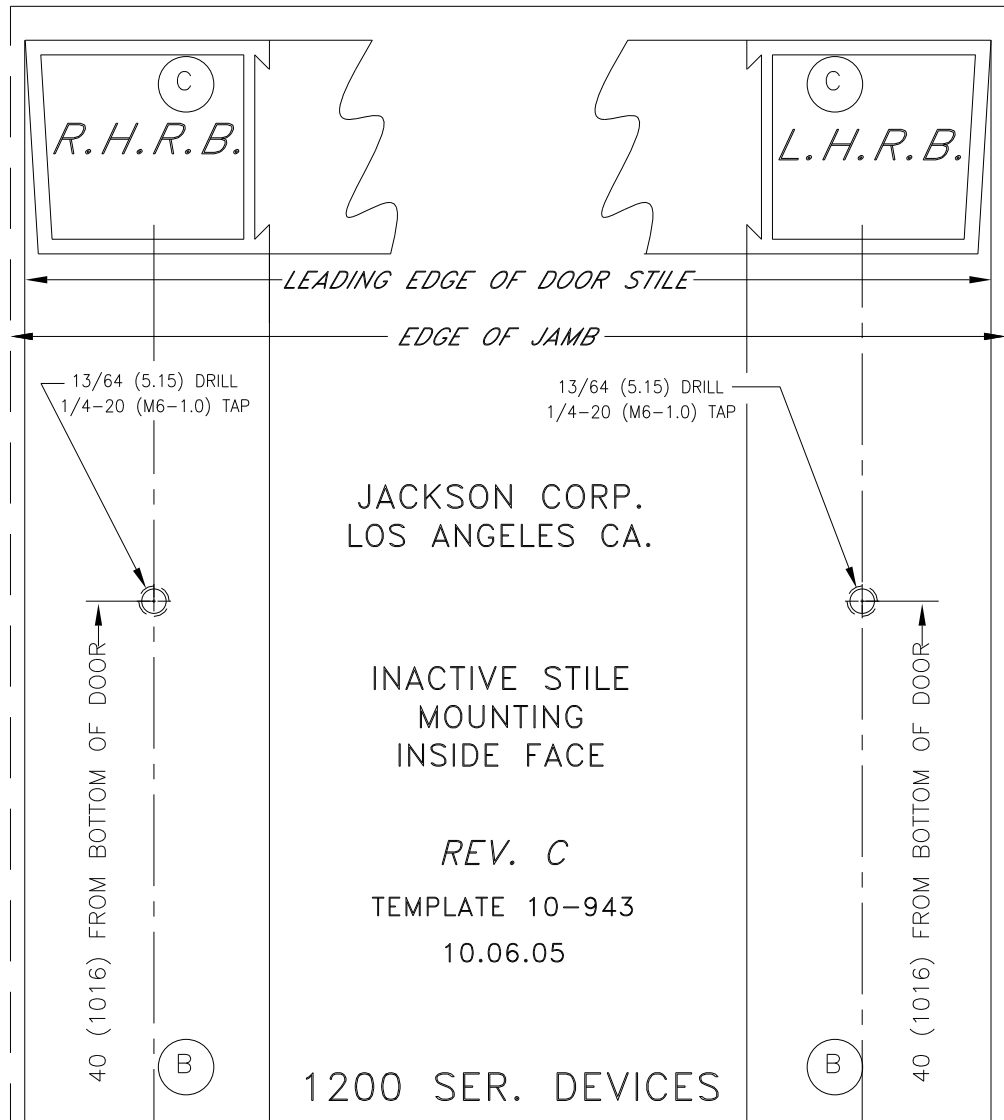 C
C
R.H.R.B.
L.H.R.B.
LEADING EDGE OF DOOR STILE
EDGE OF JAMB
13/64 (5.15) DRILL
1/4-20 (M6-1.0) TAP
13/64 (5.15) DRILL
1/4-20 (M6-1.0) TAP
JACKSON CORP.
LOS ANGELES CA.
40 (1016) FROM BOTTOM OF DOOR
INACTIVE STILE
MOUNTING
INSIDE FACE
40 (1016) FROM BOTTOM OF DOOR
REV. C
TEMPLATE 10-943
10.06.05
B
B
1200 SER. DEVICES